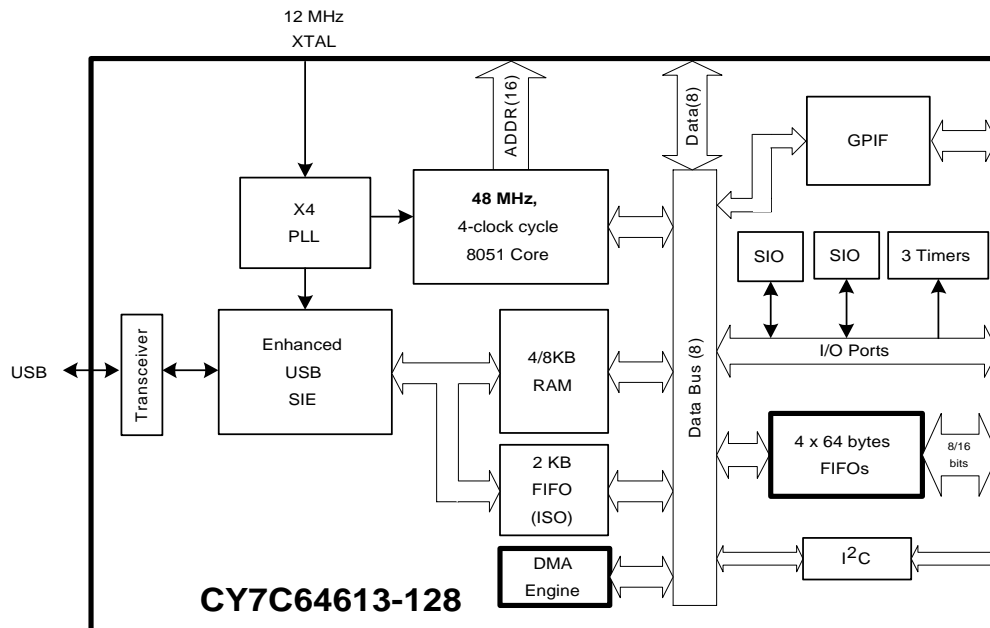 12 MHz
XTAL
ADDR(16)
Data(8)
GPIF
X4
PLL
48 MHz,
4-clock cycle
8051 Core
SIO
SIO
3 Timers
I/O Ports
USB
Transceiver
Enhanced
USB
SIE
4/8KB
RAM
Data Bus (8)
4 x 64 bytes
FIFOs
8/16
bits
2 KB
FIFO
(ISO)
I²C
DMA
Engine
CY7C64613-128